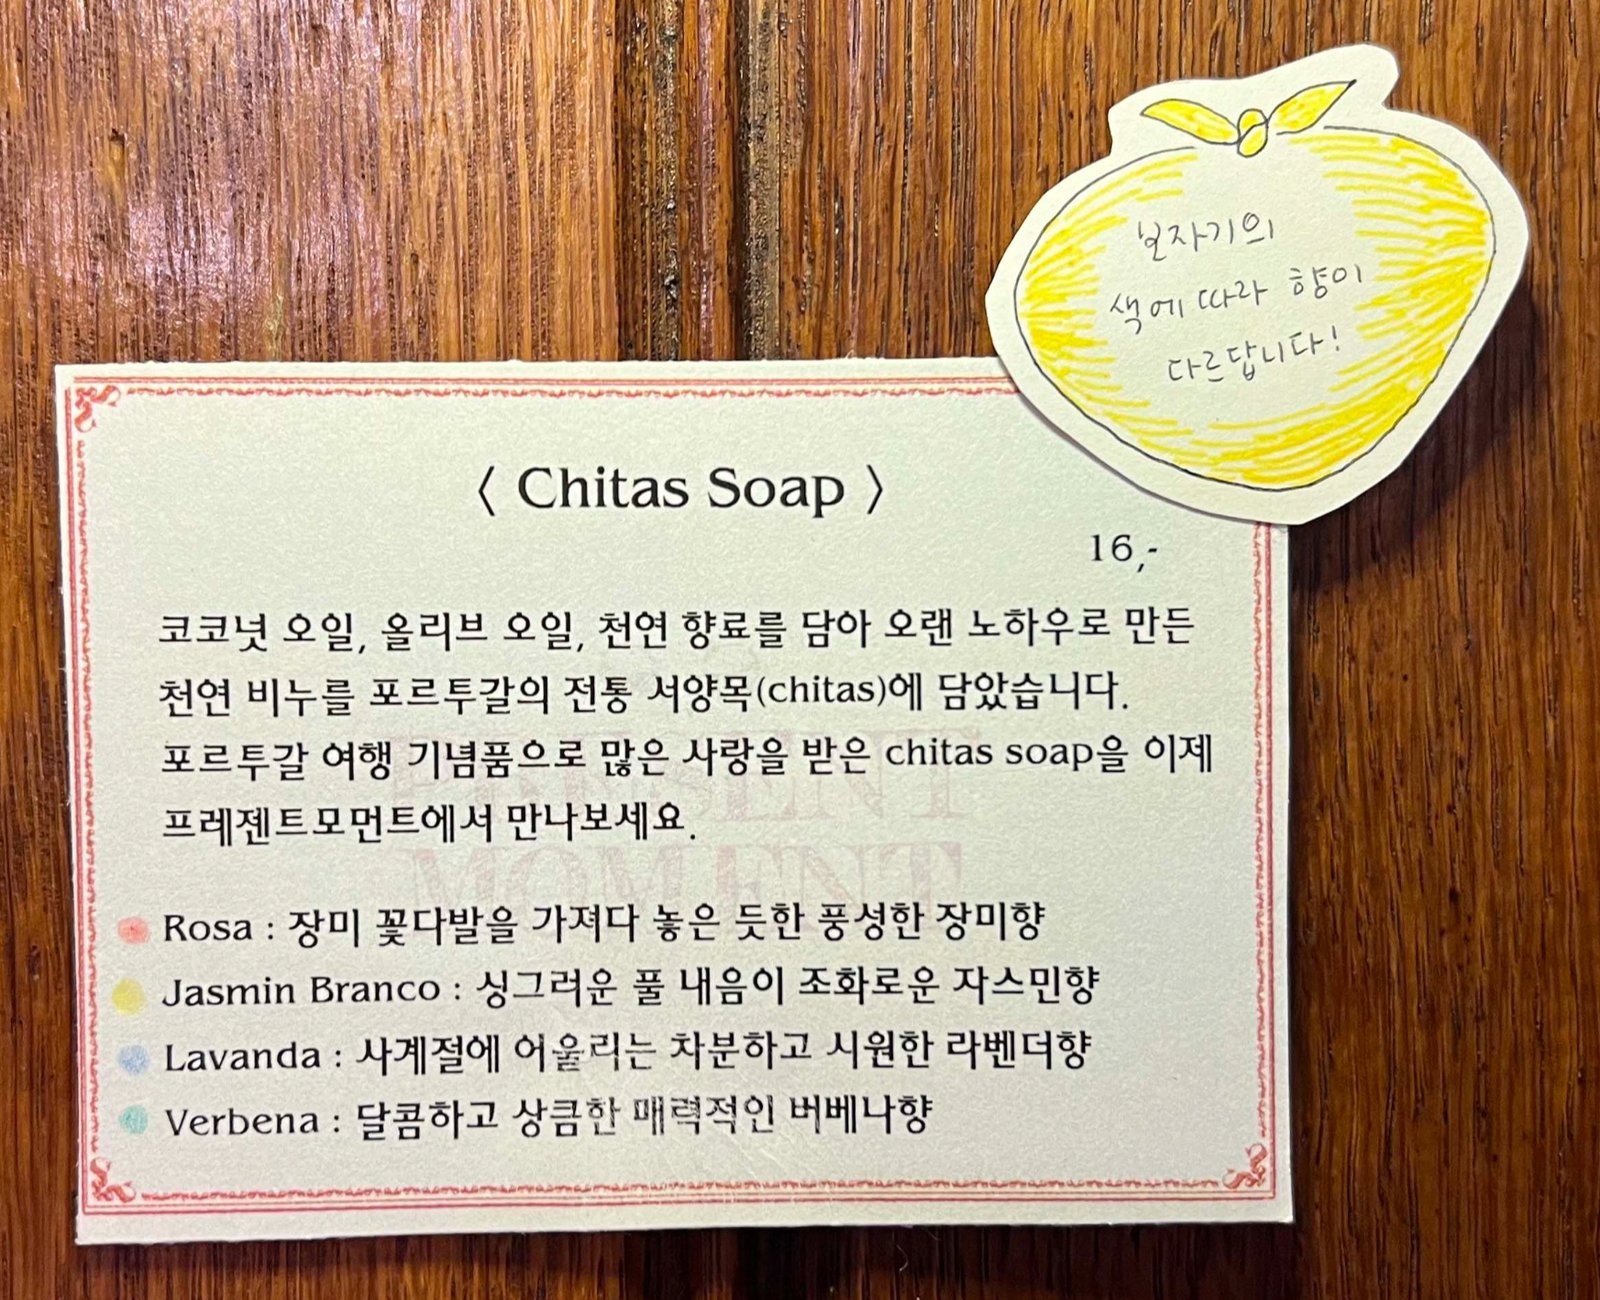 보자기의
색에 따라 향이
다르답니다!
〈 Chitas Soap 〉
16,-
코코넛 오일, 올리브 오일, 천연 향료를 담아 오랜 노하우로 만든
천연 비누를 포르투갈의 전통 서양목(chitas)에 담았습니다.
포르투갈 여행 기념품으로 많은 사랑을 받은 chitas soap을 이제
프레젠트모먼트에서 만나보세요.
PRESENT
MOMENT
Rosa : 장미 꽃다발을 가져다 놓은 듯한 풍성한 장미향
Jasmin Branco : 싱그러운 풀 내음이 조화로운 자스민향
Lavanda : 사계절에 어울리는 차분하고 시원한 라벤더향
Verbena : 달콤하고 상큼한 매력적인 버베나향